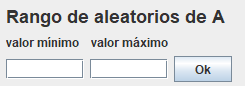 Rango de aleatorios de A
valor mínimo valor máximo
Ok